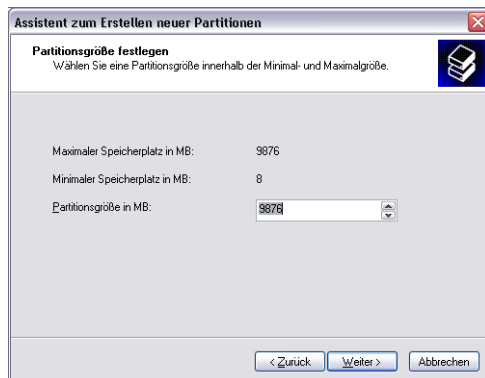 Assistent zum Erstellen neuer Partitionen
Partitionsgröße festlegen
Wählen Sie eine Partitionsgröße innerhalb der Minimal- und Maximalgröße.
Maximaler Speicherplatz in MB: 9876
Minimaler Speicherplatz in MB: 8
Partitionsgröße in MB: 9876
< Zurück Weiter > Abbrechen